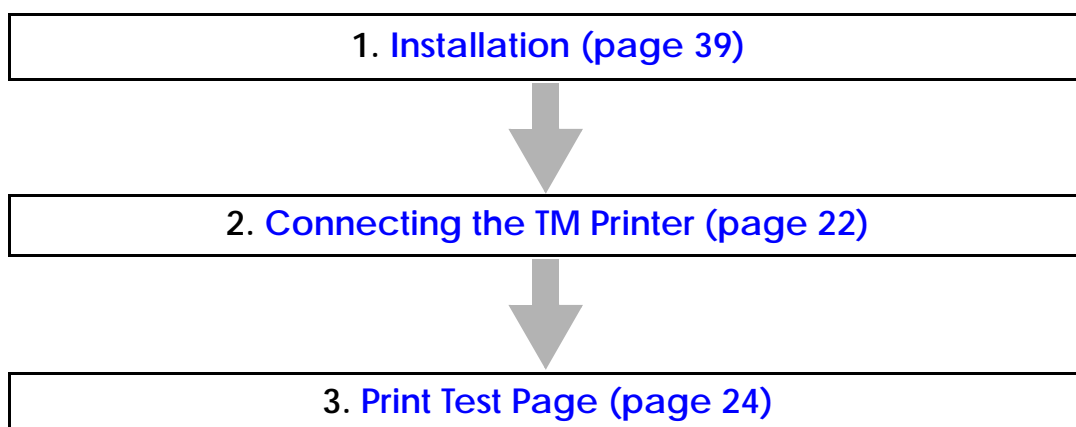 1. Installation (page 39)
2. Connecting the TM Printer (page 22)
3. Print Test Page (page 24)